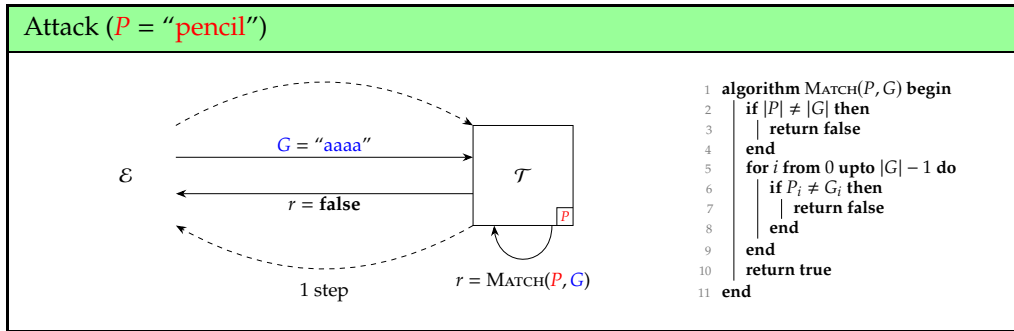 Attack (P = “pencil”)
G = “aaaa”
ℰ
𝒯
r = false
P
1 step
r = Match(P, G)
1 algorithm Match(P, G) begin
2 if |P| ≠ |G| then
3 return false
4 end
5 for i from 0 upto |G| − 1 do
6 if Pᵢ ≠ Gᵢ then
7 return false
8 end
9 end
10 return true
11 end